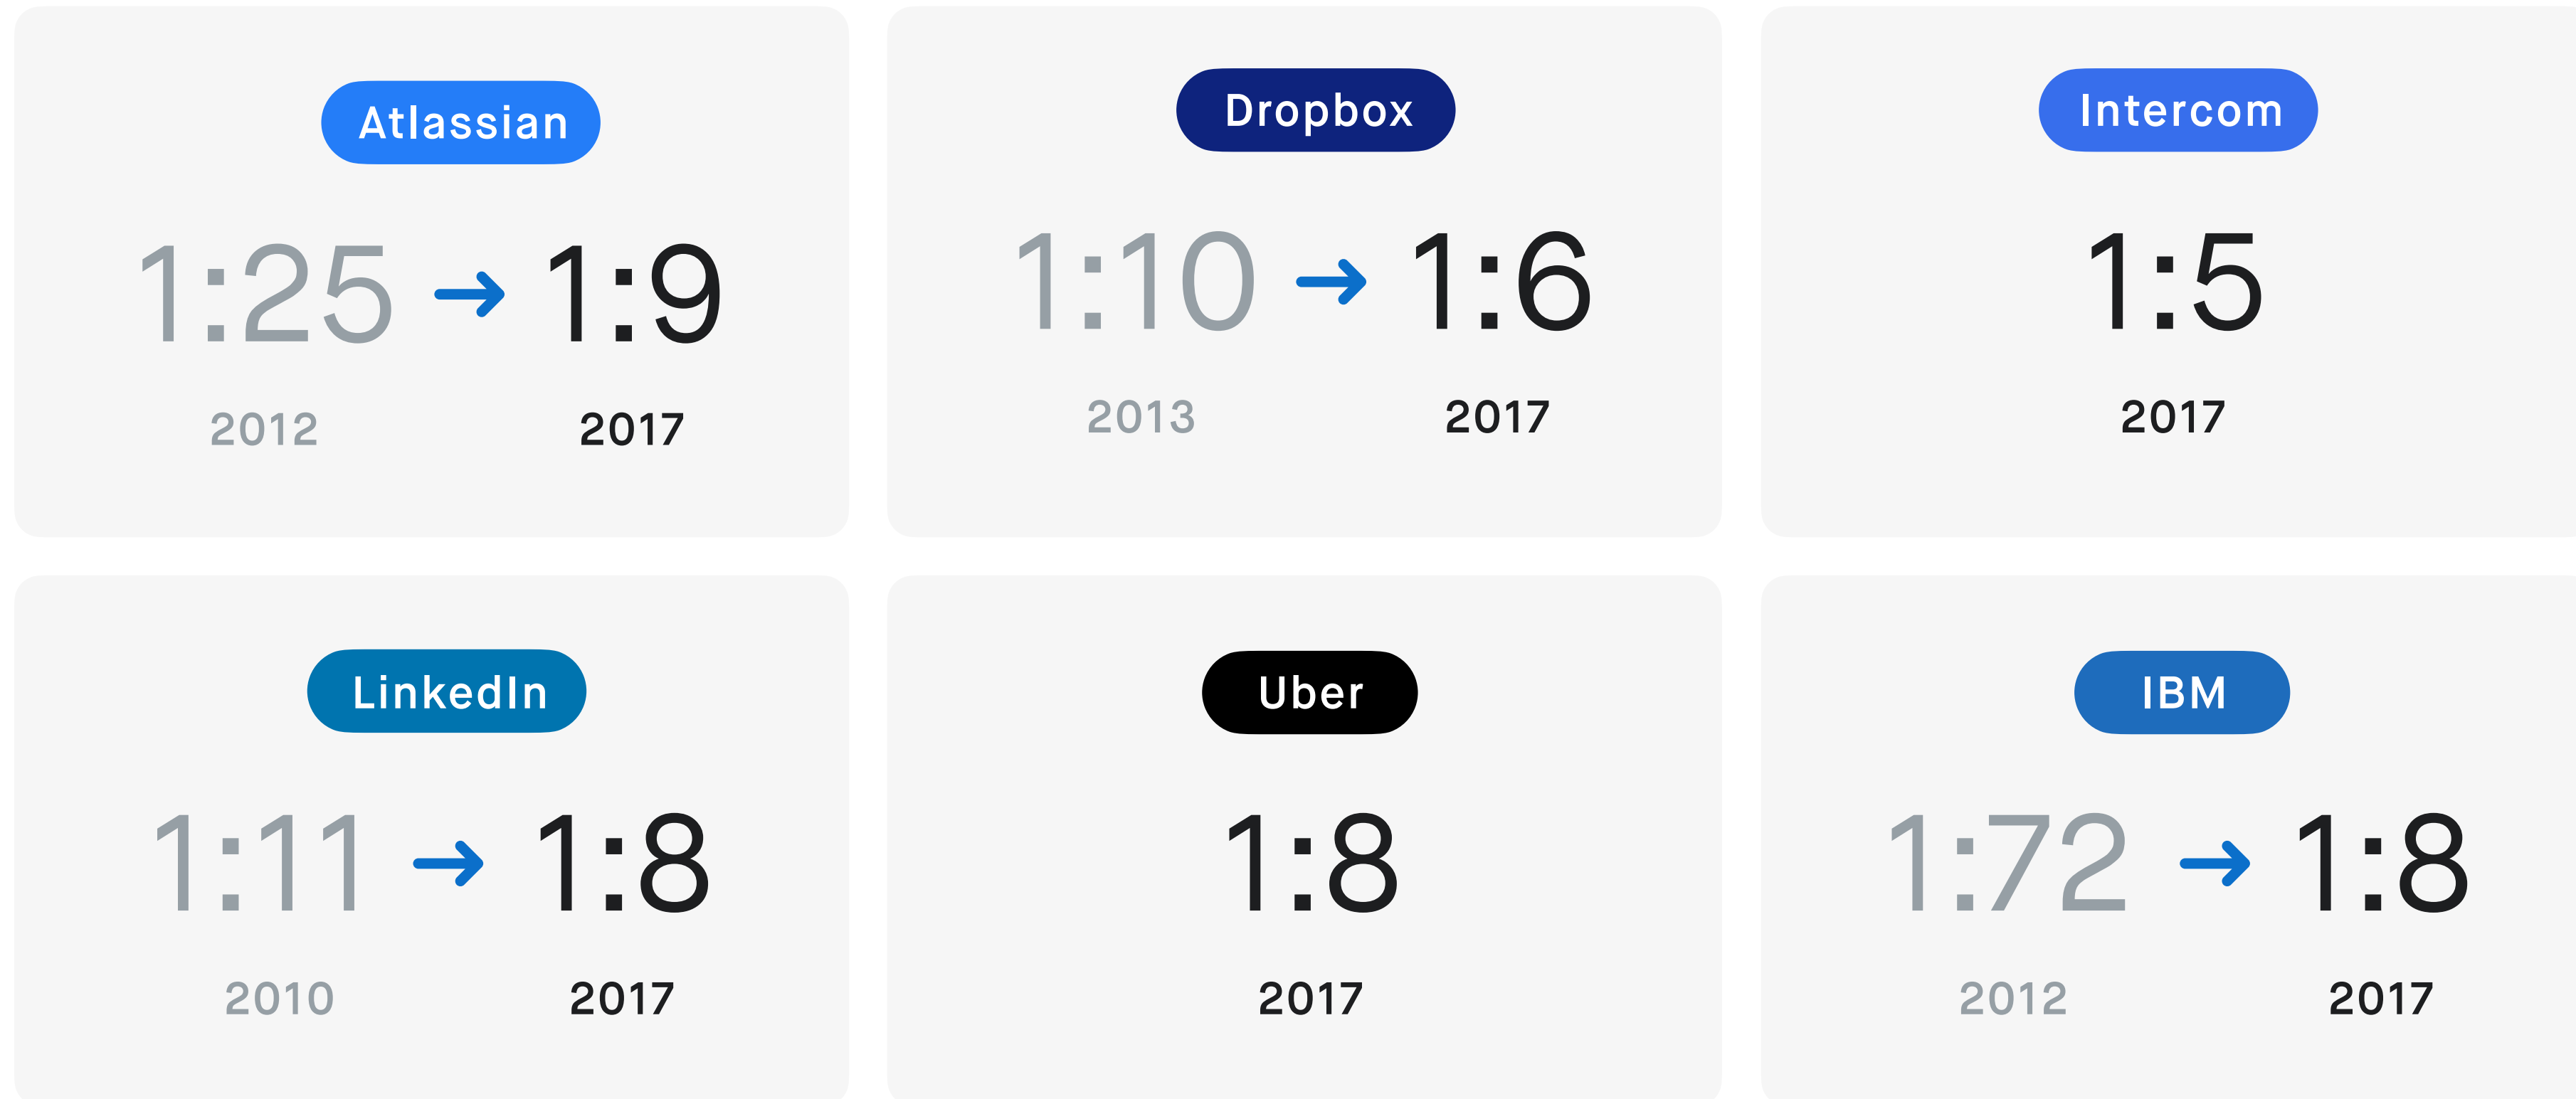 Atlassian
1:25 → 1:9
2012 2017
Dropbox
1:10 → 1:6
2013 2017
Intercom
1:5
2017
LinkedIn
1:11 → 1:8
2010 2017
Uber
1:8
2017
IBM
1:72 → 1:8
2012 2017